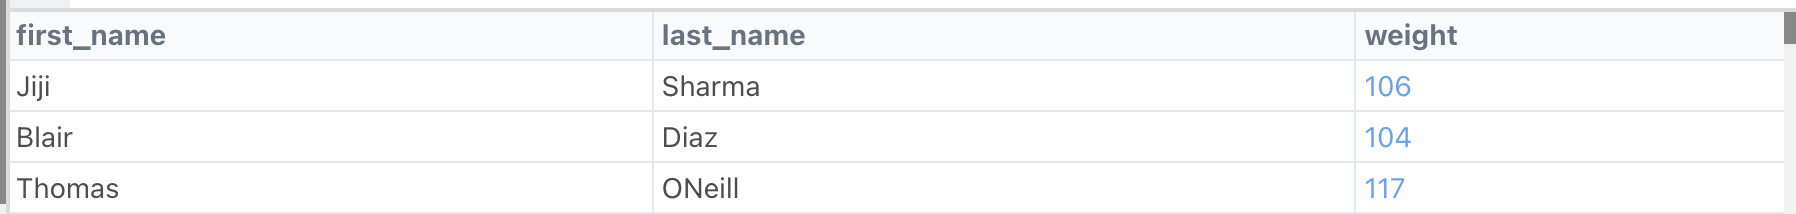 first_name last_name weight
Jiji Sharma 106
Blair Diaz 104
Thomas ONeill 117